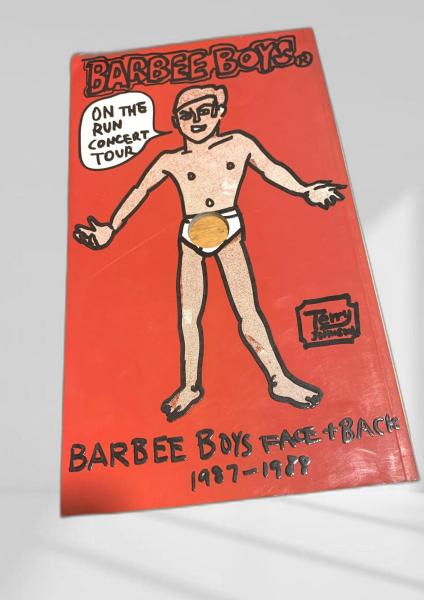 BARBEE BOYS®
ON THE
RUN
CONCERT
TOUR
Terry
Johnson
BARBEE BOYS FACE + BACK
1987-1988